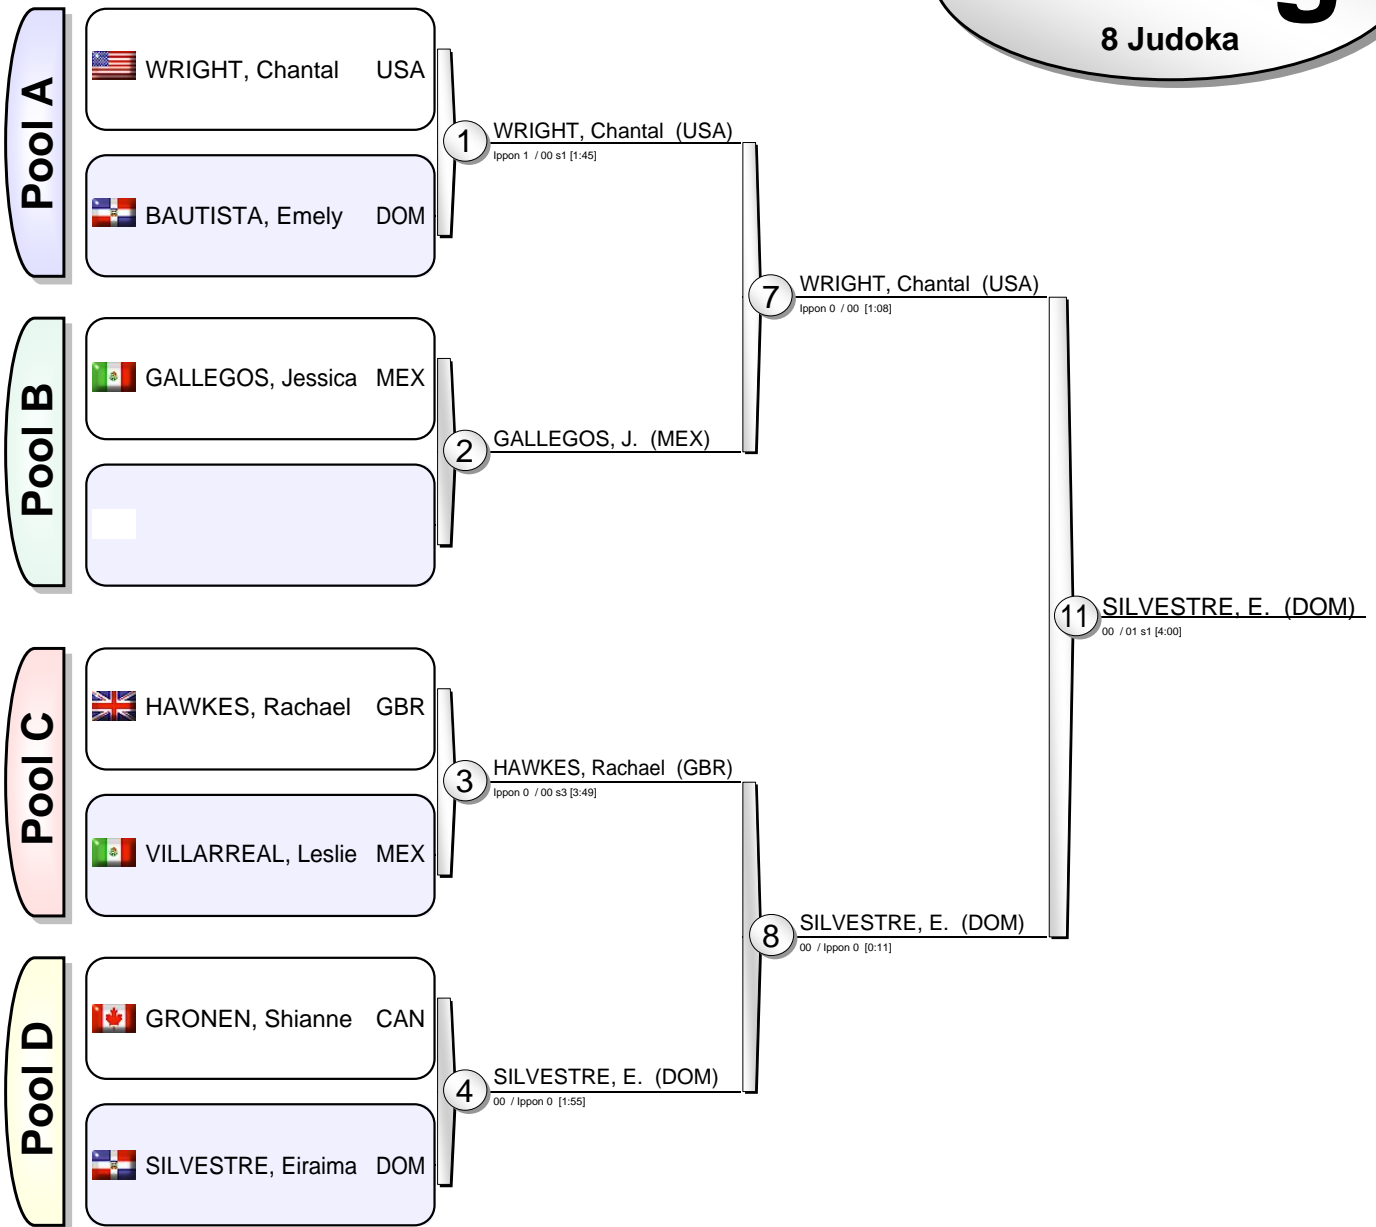 8 Judoka
Pool A
WRIGHT, Chantal USA
BAUTISTA, Emely DOM
1
WRIGHT, Chantal (USA)
Ippon 1 / 00 s1 [1:45]
Pool B
GALLEGOS, Jessica MEX
2
GALLEGOS, J. (MEX)
7
WRIGHT, Chantal (USA)
Ippon 0 / 00 [1:08]
Pool C
HAWKES, Rachael GBR
VILLARREAL, Leslie MEX
3
HAWKES, Rachael (GBR)
Ippon 0 / 00 s3 [3:49]
Pool D
GRONEN, Shianne CAN
SILVESTRE, Eiraima DOM
4
SILVESTRE, E. (DOM)
00 / Ippon 0 [1:55]
8
SILVESTRE, E. (DOM)
00 / Ippon 0 [0:11]
11
SILVESTRE, E. (DOM)
00 / 01 s1 [4:00]